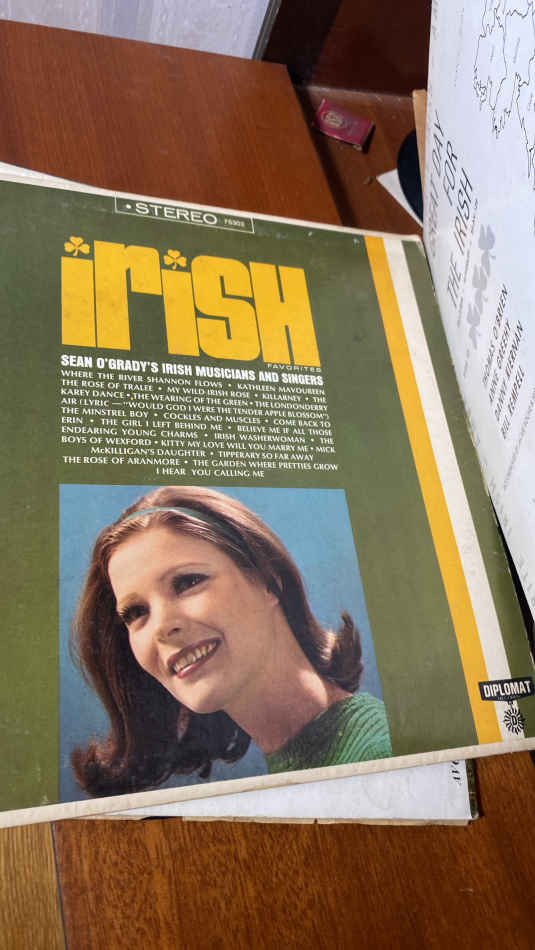 • STEREO FS303
irish
FAVORITES
SEAN O'GRADY'S IRISH MUSICIANS AND SINGERS
WHERE THE RIVER SHANNON FLOWS • KATHLEEN MAVOUREEN
THE ROSE OF TRALEE • MY WILD IRISH ROSE • KILLARNEY • THE
KAREY DANCE • THE WEARING OF THE GREEN • THE LONDONDERRY
AIR (LYRIC — "WOULD GOD I WERE THE TENDER APPLE BLOSSOM")
THE MINSTREL BOY • COCKLES AND MUSCLES • COME BACK TO
ERIN • THE GIRL I LEFT BEHIND ME • BELIEVE ME IF ALL THOSE
ENDEARING YOUNG CHARMS • IRISH WASHERWOMAN • THE
BOYS OF WEXFORD • KITTY MY LOVE WILL YOU MARRY ME • MICK
McKILLIGAN'S DAUGHTER • TIPPERARY SO FAR AWAY
THE ROSE OF ARANMORE • THE GARDEN WHERE PRETTIES GROW
I HEAR YOU CALLING ME
DIPLOMAT
D
DAY
FOR
THE IRISH